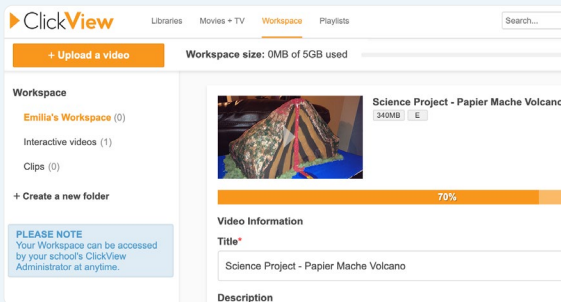 ClickView
Libraries Movies + TV Workspace Playlists
Search...
+ Upload a video
Workspace size: 0MB of 5GB used
Workspace
Emilia's Workspace (0)
Interactive videos (1)
Clips (0)
+ Create a new folder
PLEASE NOTE
Your Workspace can be accessed
by your school's ClickView
Administrator at anytime.
Science Project - Papier Mache Volcano
340MB E
70%
Video Information
Title*
Science Project - Papier Mache Volcano
Description